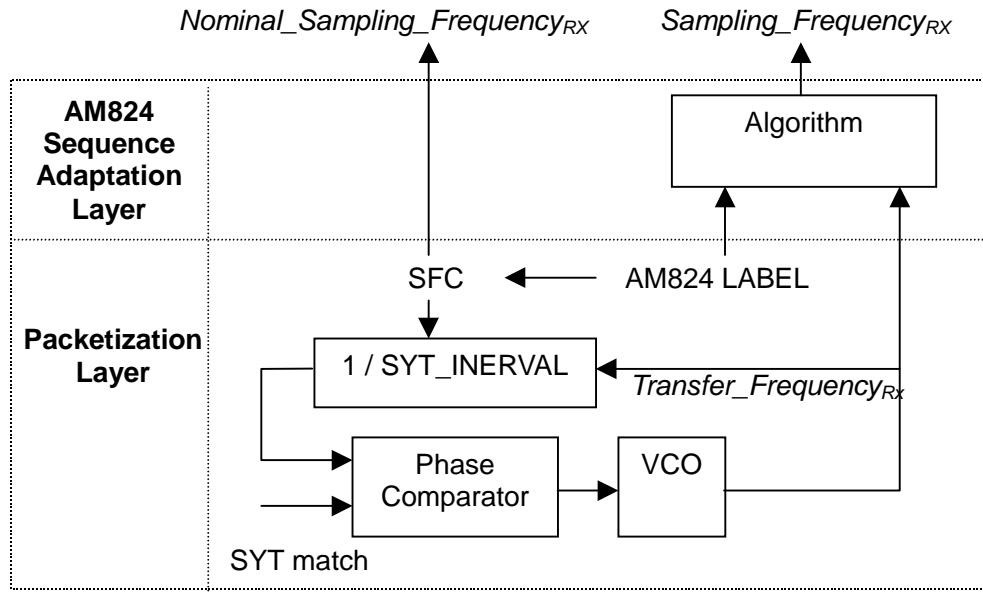 Nominal_Sampling_FrequencyRX
Sampling_FrequencyRX
AM824
Sequence
Adaptation
Layer
Algorithm
SFC
AM824 LABEL
Packetization
Layer
1 / SYT_INERVAL
Transfer_FrequencyRx
Phase
Comparator
VCO
SYT match